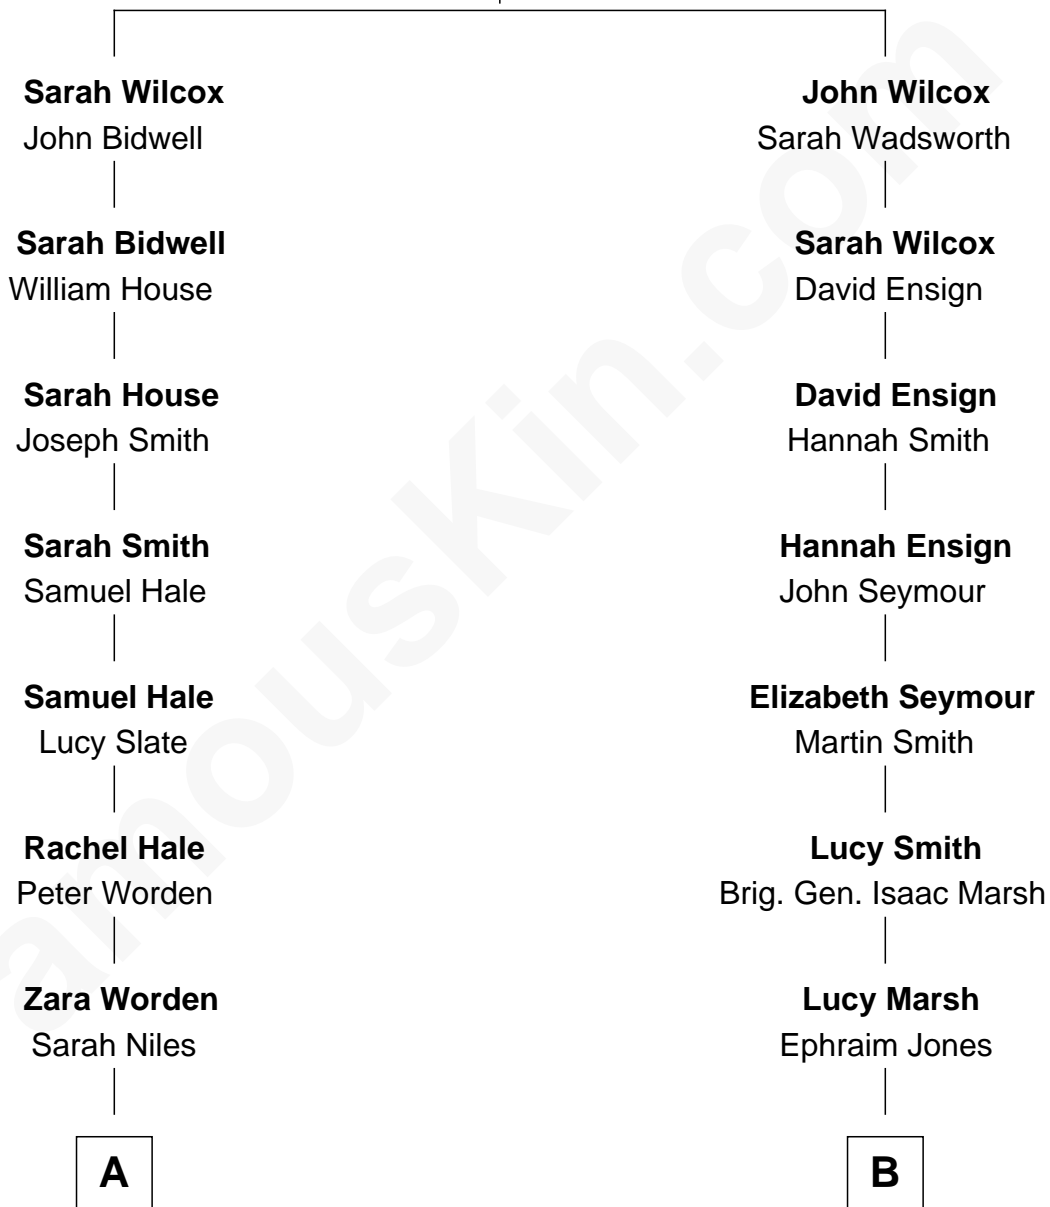 Sarah Wilcox
John Bidwell
Sarah Bidwell
William House
Sarah House
Joseph Smith
Sarah Smith
Samuel Hale
Samuel Hale
Lucy Slate
Rachel Hale
Peter Worden
Zara Worden
Sarah Niles
A
John Wilcox
Sarah Wadsworth
Sarah Wilcox
David Ensign
David Ensign
Hannah Smith
Hannah Ensign
John Seymour
Elizabeth Seymour
Martin Smith
Lucy Smith
Brig. Gen. Isaac Marsh
Lucy Marsh
Ephraim Jones
B
amouskin.com